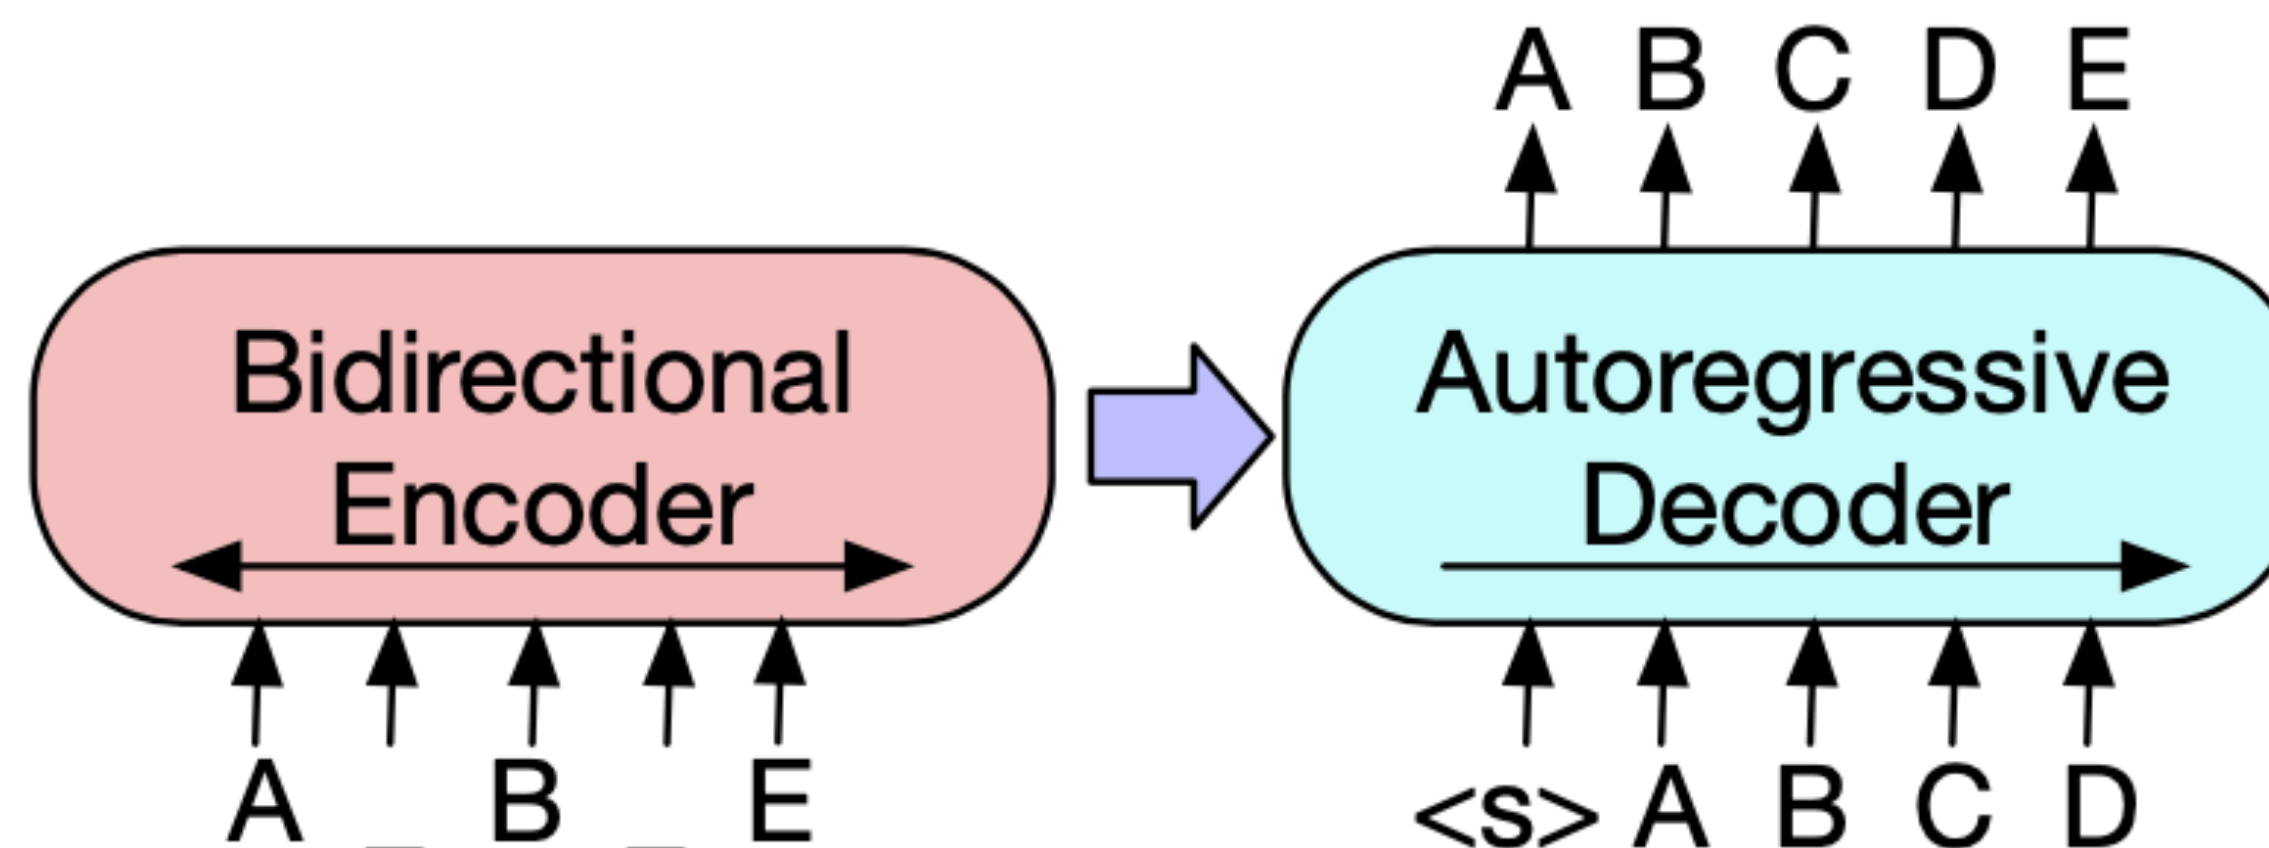 A B C D E
Bidirectional
Encoder
Autoregressive
Decoder
A _ B _ E
<s> A B C D